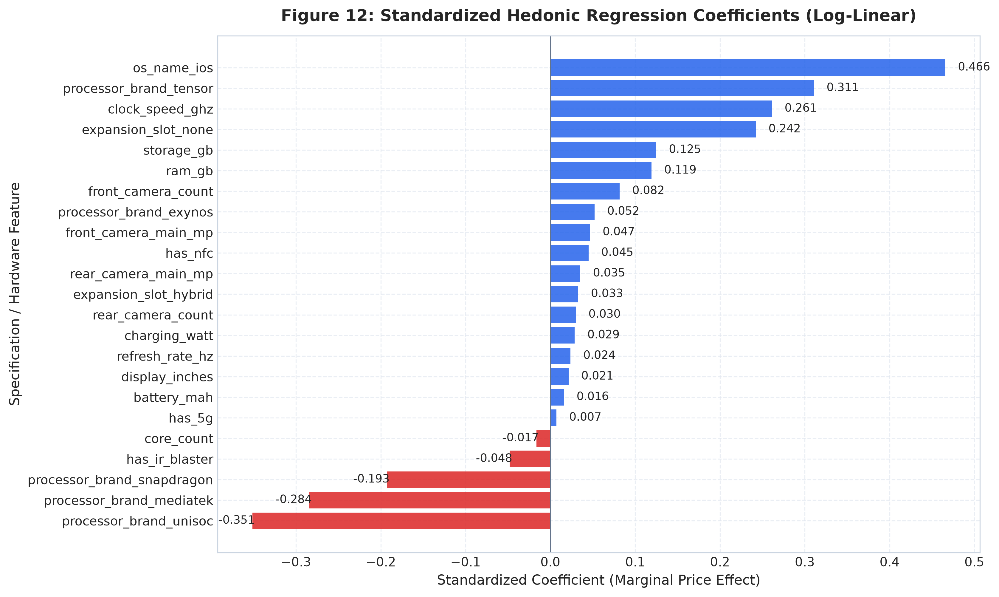 Figure 12: Standardized Hedonic Regression Coefficients (Log-Linear)
Specification / Hardware Feature
os_name_ios 0.466
processor_brand_tensor 0.311
clock_speed_ghz 0.261
expansion_slot_none 0.242
storage_gb 0.125
ram_gb 0.119
front_camera_count 0.082
processor_brand_exynos 0.052
front_camera_main_mp 0.047
has_nfc 0.045
rear_camera_main_mp 0.035
expansion_slot_hybrid 0.033
rear_camera_count 0.030
charging_watt 0.029
refresh_rate_hz 0.024
display_inches 0.021
battery_mah 0.016
has_5g 0.007
core_count -0.017
has_ir_blaster -0.048
processor_brand_snapdragon -0.193
processor_brand_mediatek -0.284
processor_brand_unisoc -0.351
−0.3 −0.2 −0.1 0.0 0.1 0.2 0.3 0.4 0.5
Standardized Coefficient (Marginal Price Effect)